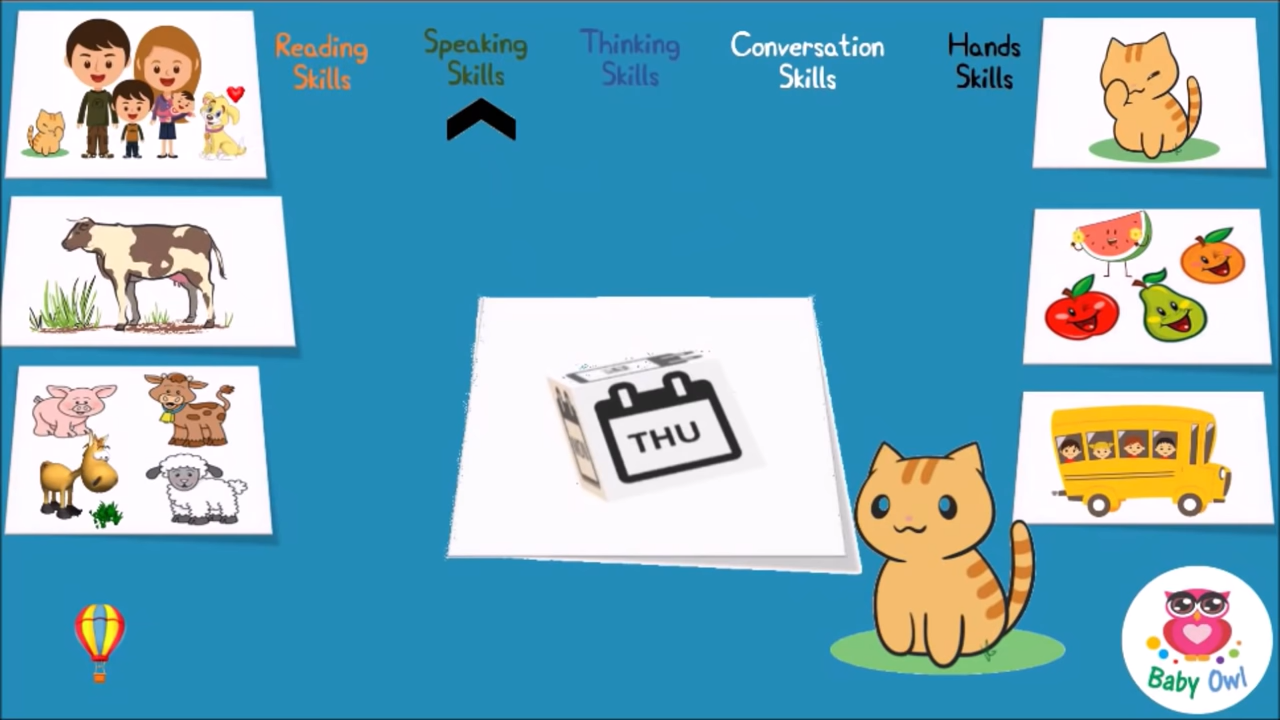 Reading
Skills
Speaking
Skills
Thinking
Skills
Conversation
Skills
Hands
Skills
THU
Baby Owl